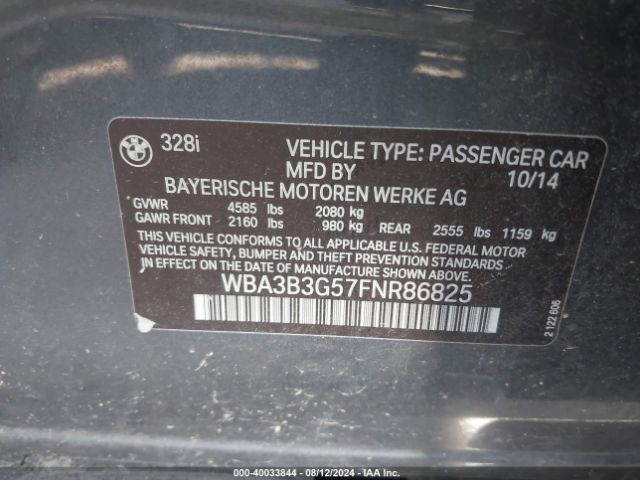 328i VEHICLE TYPE: PASSENGER CAR
MFD BY 10/14
BAYERISCHE MOTOREN WERKE AG
GVWR 4585 lbs 2080 kg
GAWR FRONT 2160 lbs 980 kg REAR 2555 lbs 1159 kg
THIS VEHICLE CONFORMS TO ALL APPLICABLE U.S. FEDERAL MOTOR
VEHICLE SAFETY, BUMPER, AND THEFT PREVENTION STANDARDS
IN EFFECT ON THE DATE OF MANUFACTURE SHOWN ABOVE.
WBA3B3G57FNR86825
2 122 606
000-40033844 - 08/12/2024 - IAA Inc.